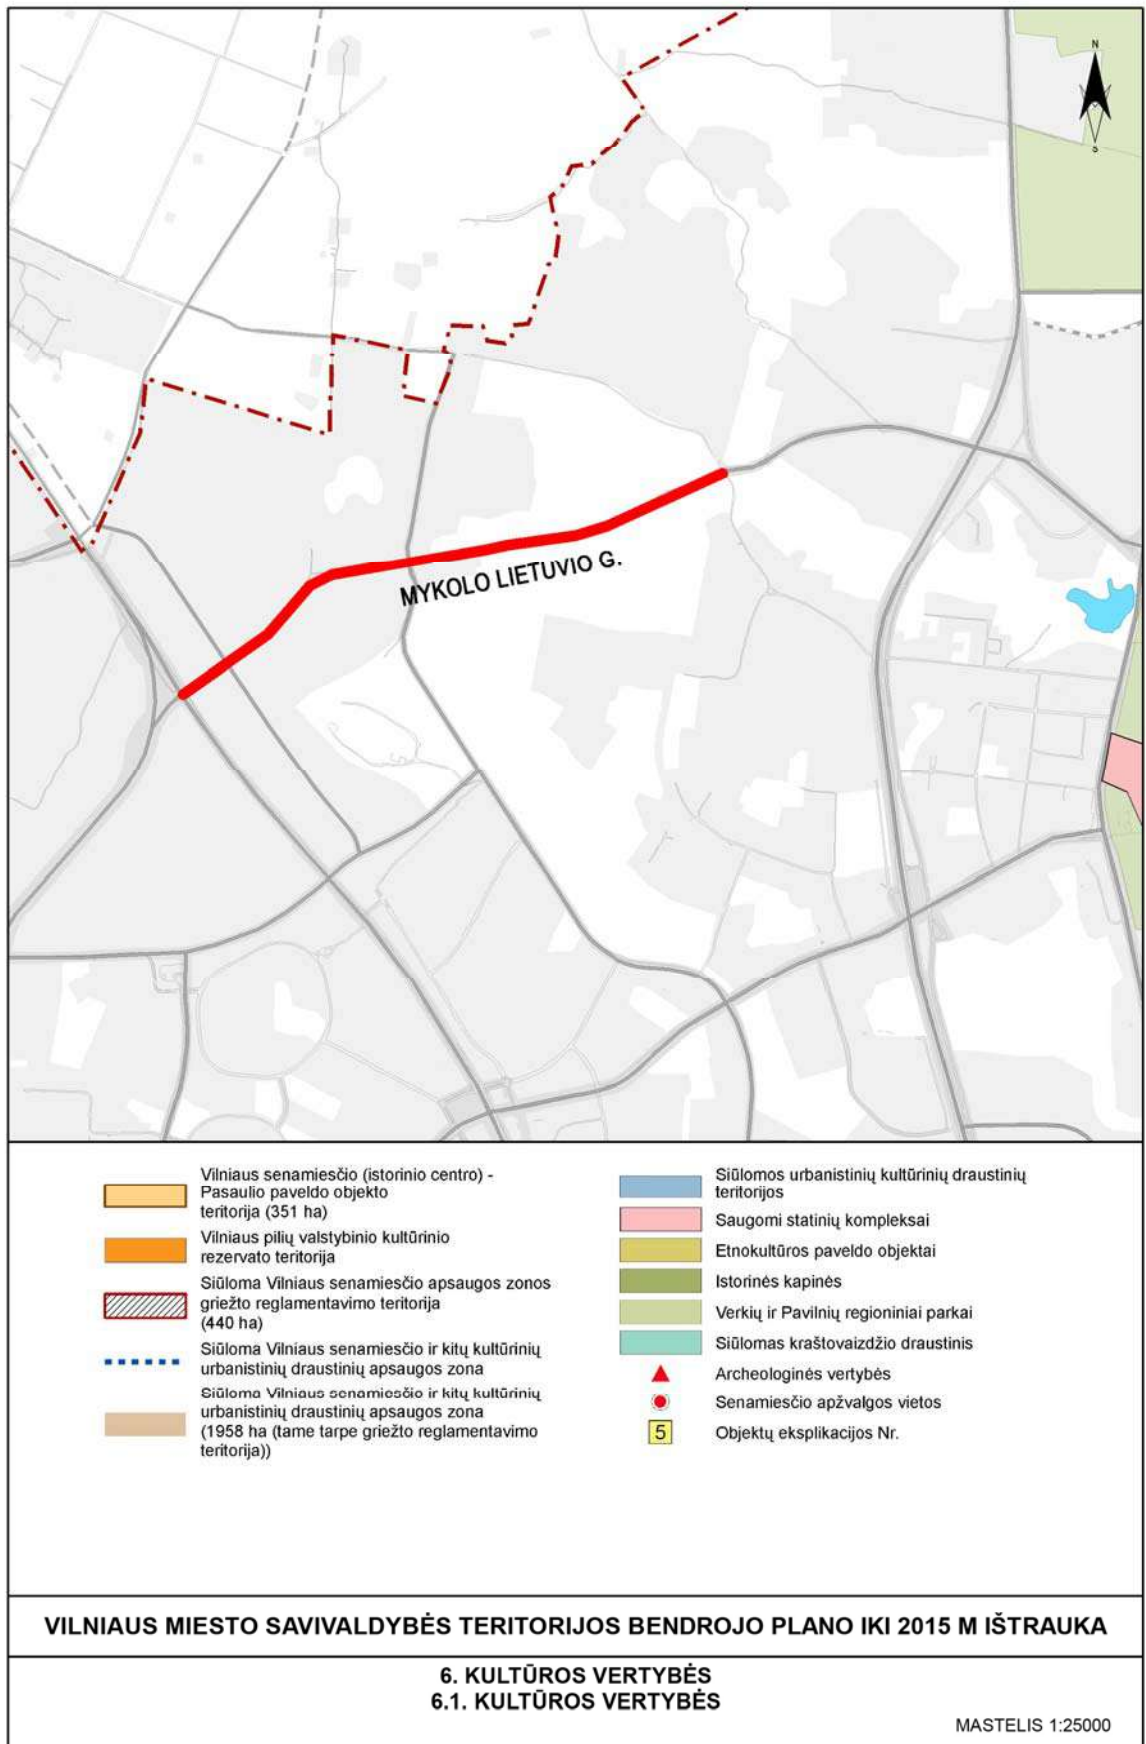 N
S
MYKOLO LIETUVIO G.
Vilniaus senamiesčio (istorinio centro) -
Pasaulio paveldo objekto
teritorija (351 ha)
Vilniaus pilių valstybinio kultūrinio
rezervato teritorija
Siūloma Vilniaus senamiesčio apsaugos zonos
griežto reglamentavimo teritorija
(440 ha)
Siūloma Vilniaus senamiesčio ir kitų kultūrinių
urbanistinių draustinių apsaugos zona
Siūloma Vilniaus senamiesčio ir kitų kultūrinių
urbanistinių draustinių apsaugos zona
(1958 ha (tame tarpe griežto reglamentavimo
teritorija))
Siūlomos urbanistinių kultūrinių draustinių
teritorijos
Saugomi statinių kompleksai
Etnokultūros paveldo objektai
Istorinės kapinės
Verkių ir Pavilnių regioniniai parkai
Siūlomas kraštovaizdžio draustinis
Archeologinės vertybės
Senamiesčio apžvalgos vietos
5 Objektų eksplikacijos Nr.
VILNIAUS MIESTO SAVIVALDYBĖS TERITORIJOS BENDROJO PLANO IKI 2015 M IŠTRAUKA
6. KULTŪROS VERTYBĖS
6.1. KULTŪROS VERTYBĖS
MASTELIS 1:25000